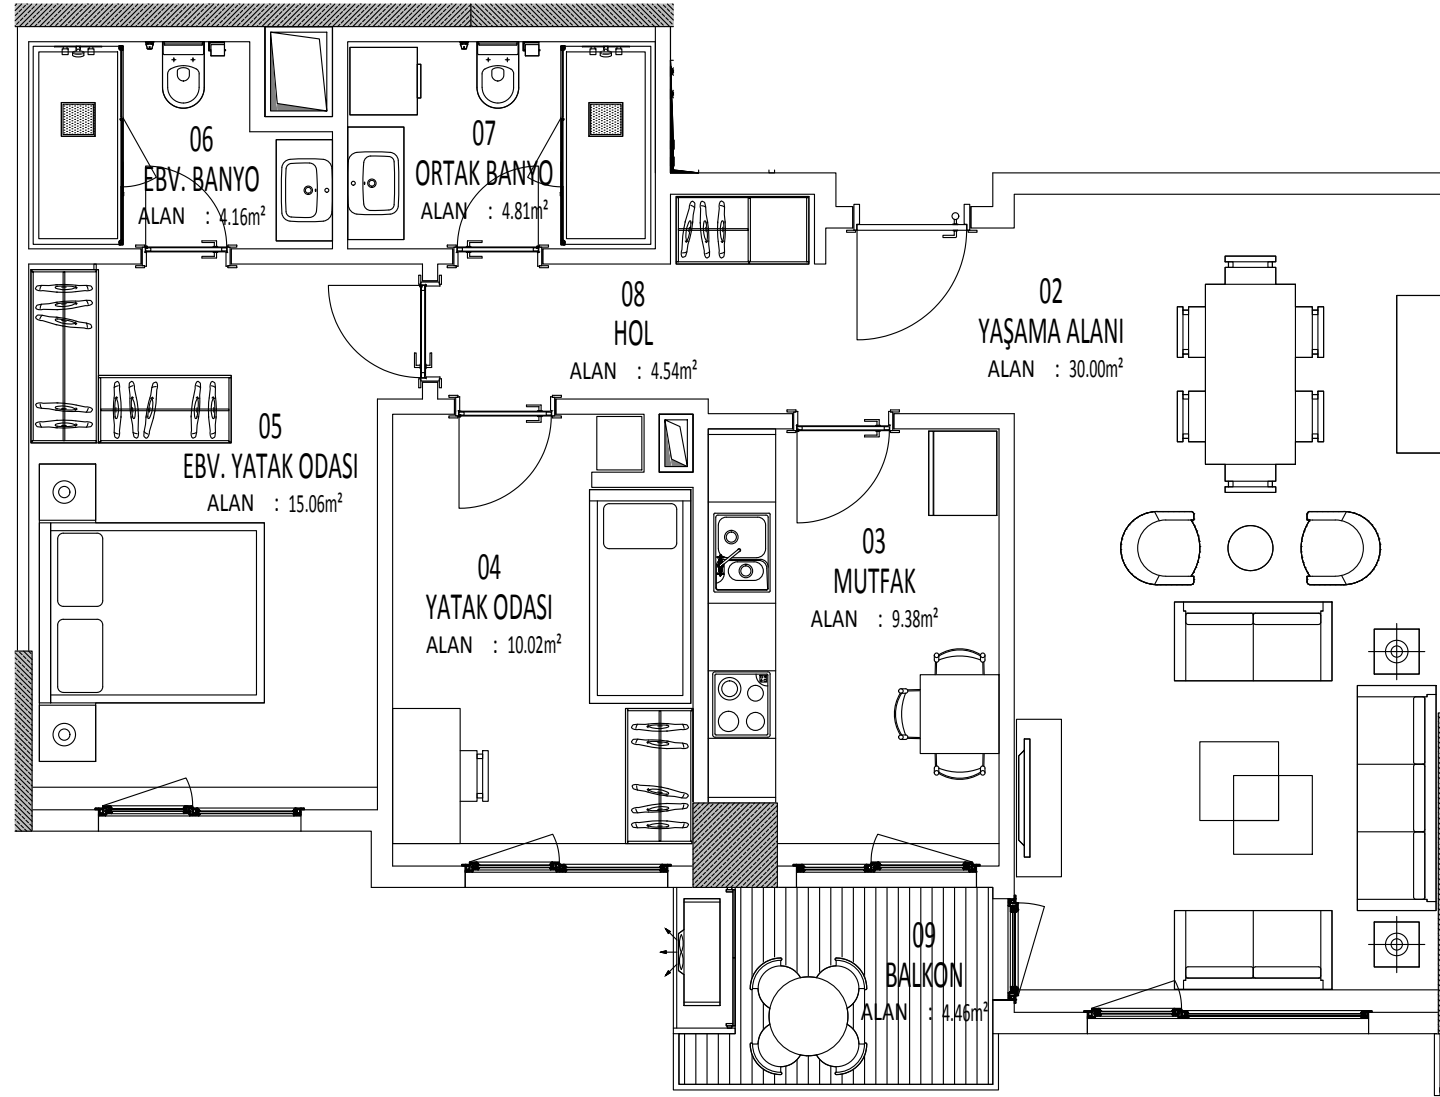 06
EBV. BANYO
ALAN : 4.16m²
07
ORTAK BANYO
ALAN : 4.81m²
08
HOL
ALAN : 4.54m²
02
YAŞAMA ALANI
ALAN : 30.00m²
05
EBV. YATAK ODASI
ALAN : 15.06m²
04
YATAK ODASI
ALAN : 10.02m²
03
MUTFAK
ALAN : 9.38m²
09
BALKON
ALAN : 4.46m²